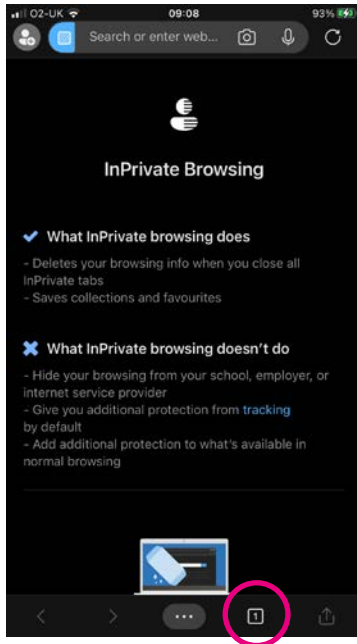 O2-UK 09:08 93%
Search or enter web...
InPrivate Browsing
What InPrivate browsing does
- Deletes your browsing info when you close all
InPrivate tabs
- Saves collections and favourites
What InPrivate browsing doesn't do
- Hide your browsing from your school, employer, or
internet service provider
- Give you additional protection from tracking
by default
- Add additional protection to what's available in
normal browsing
1